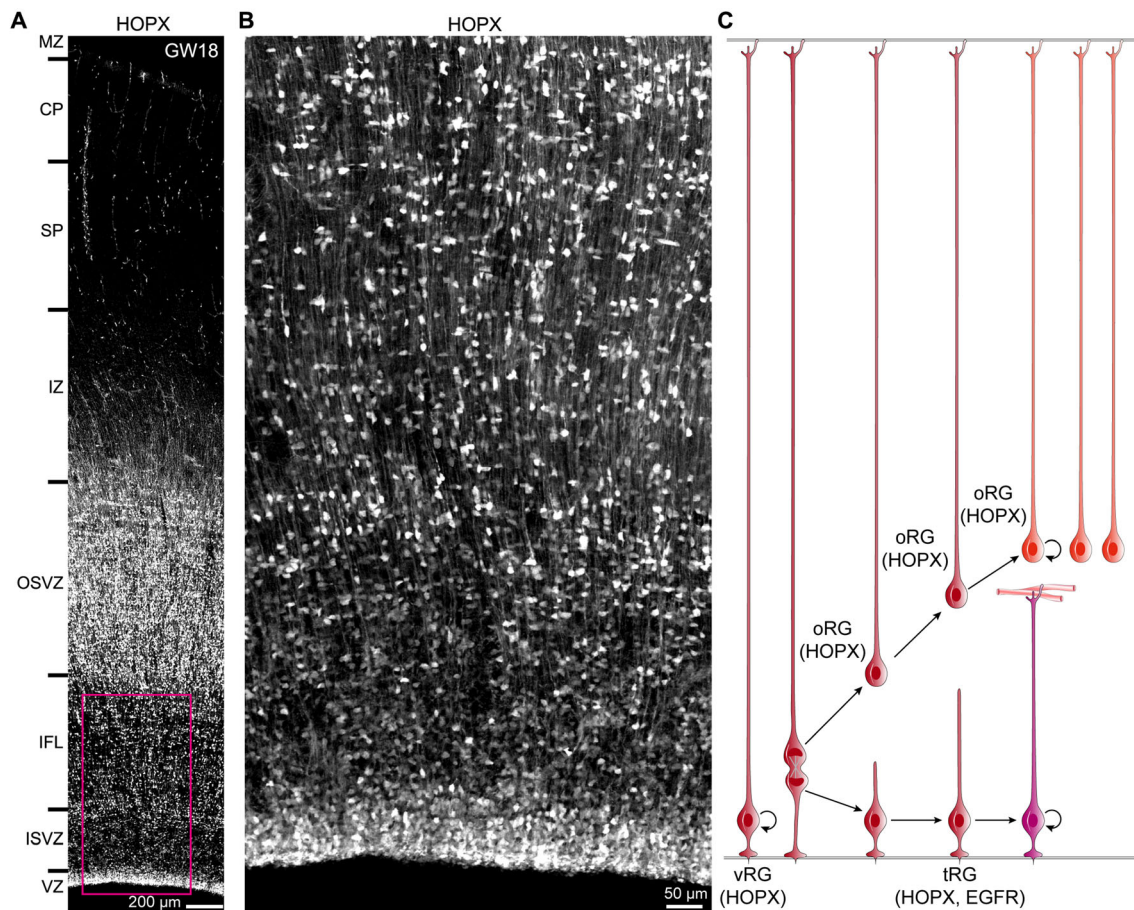 A
HOPX
GW18
MZ
CP
SP
IZ
OSVZ
IFL
ISVZ
VZ
200 µm
B
HOPX
50 µm
C
oRG
(HOPX)
oRG
(HOPX)
oRG
(HOPX)
vRG
(HOPX)
tRG
(HOPX, EGFR)